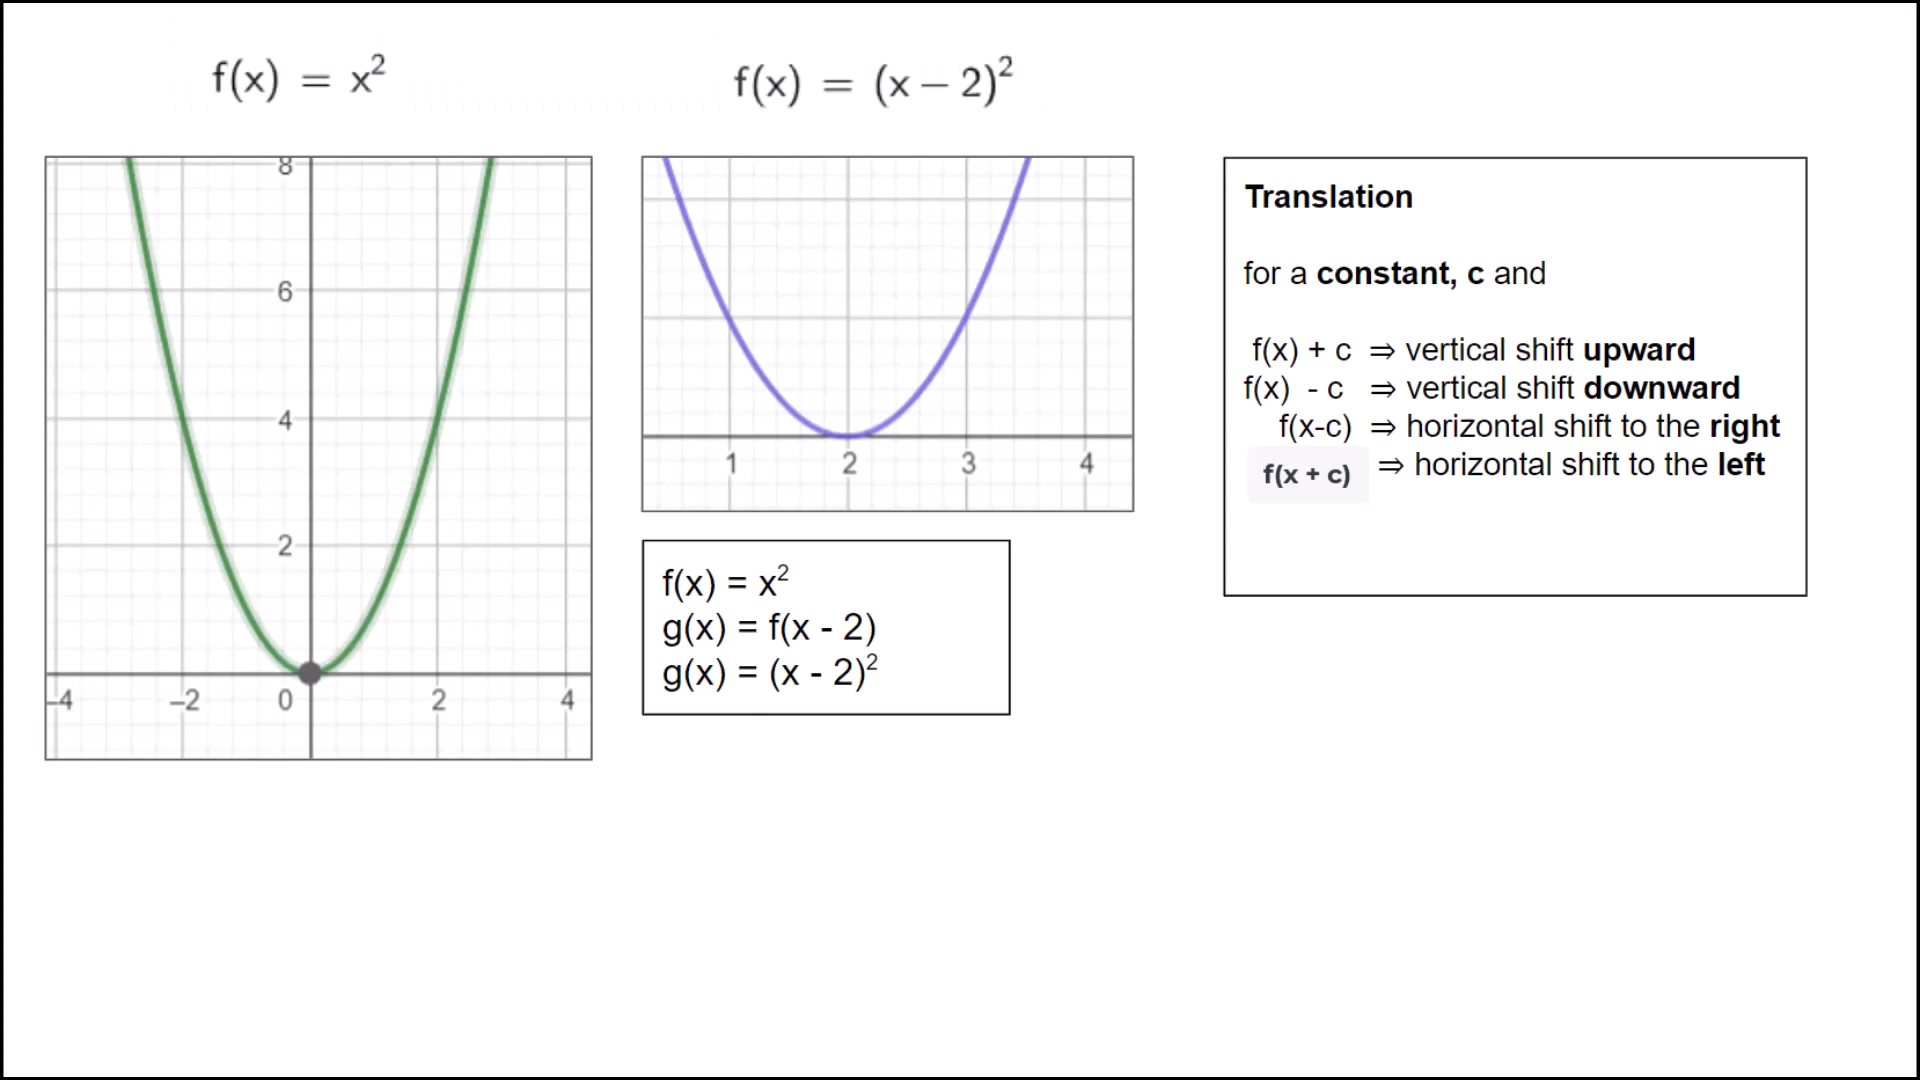 f(x) = x²
f(x) = (x – 2)²
8
6
4
2
–4 –2 0 2 4
1 2 3 4
f(x) = x²
g(x) = f(x - 2)
g(x) = (x - 2)²
Translation
for a constant, c and
f(x) + c ⇒ vertical shift upward
f(x) - c ⇒ vertical shift downward
f(x-c) ⇒ horizontal shift to the right
f(x + c) ⇒ horizontal shift to the left